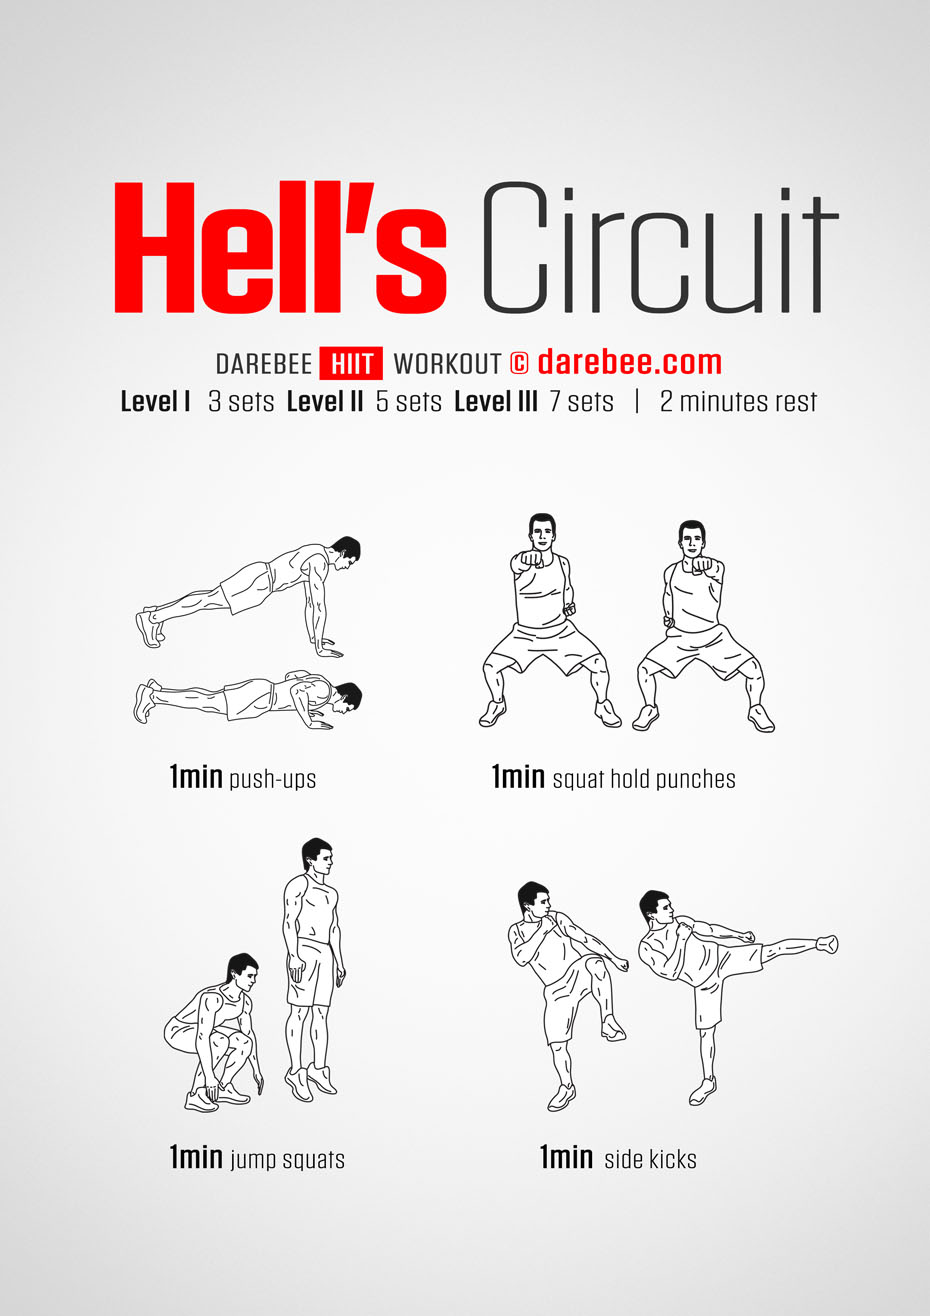 Hell's Circuit
DAREBEE HIIT WORKOUT © darebee.com
Level I 3 sets Level II 5 sets Level III 7 sets | 2 minutes rest
1min push-ups
1min squat hold punches
1min jump squats
1min side kicks